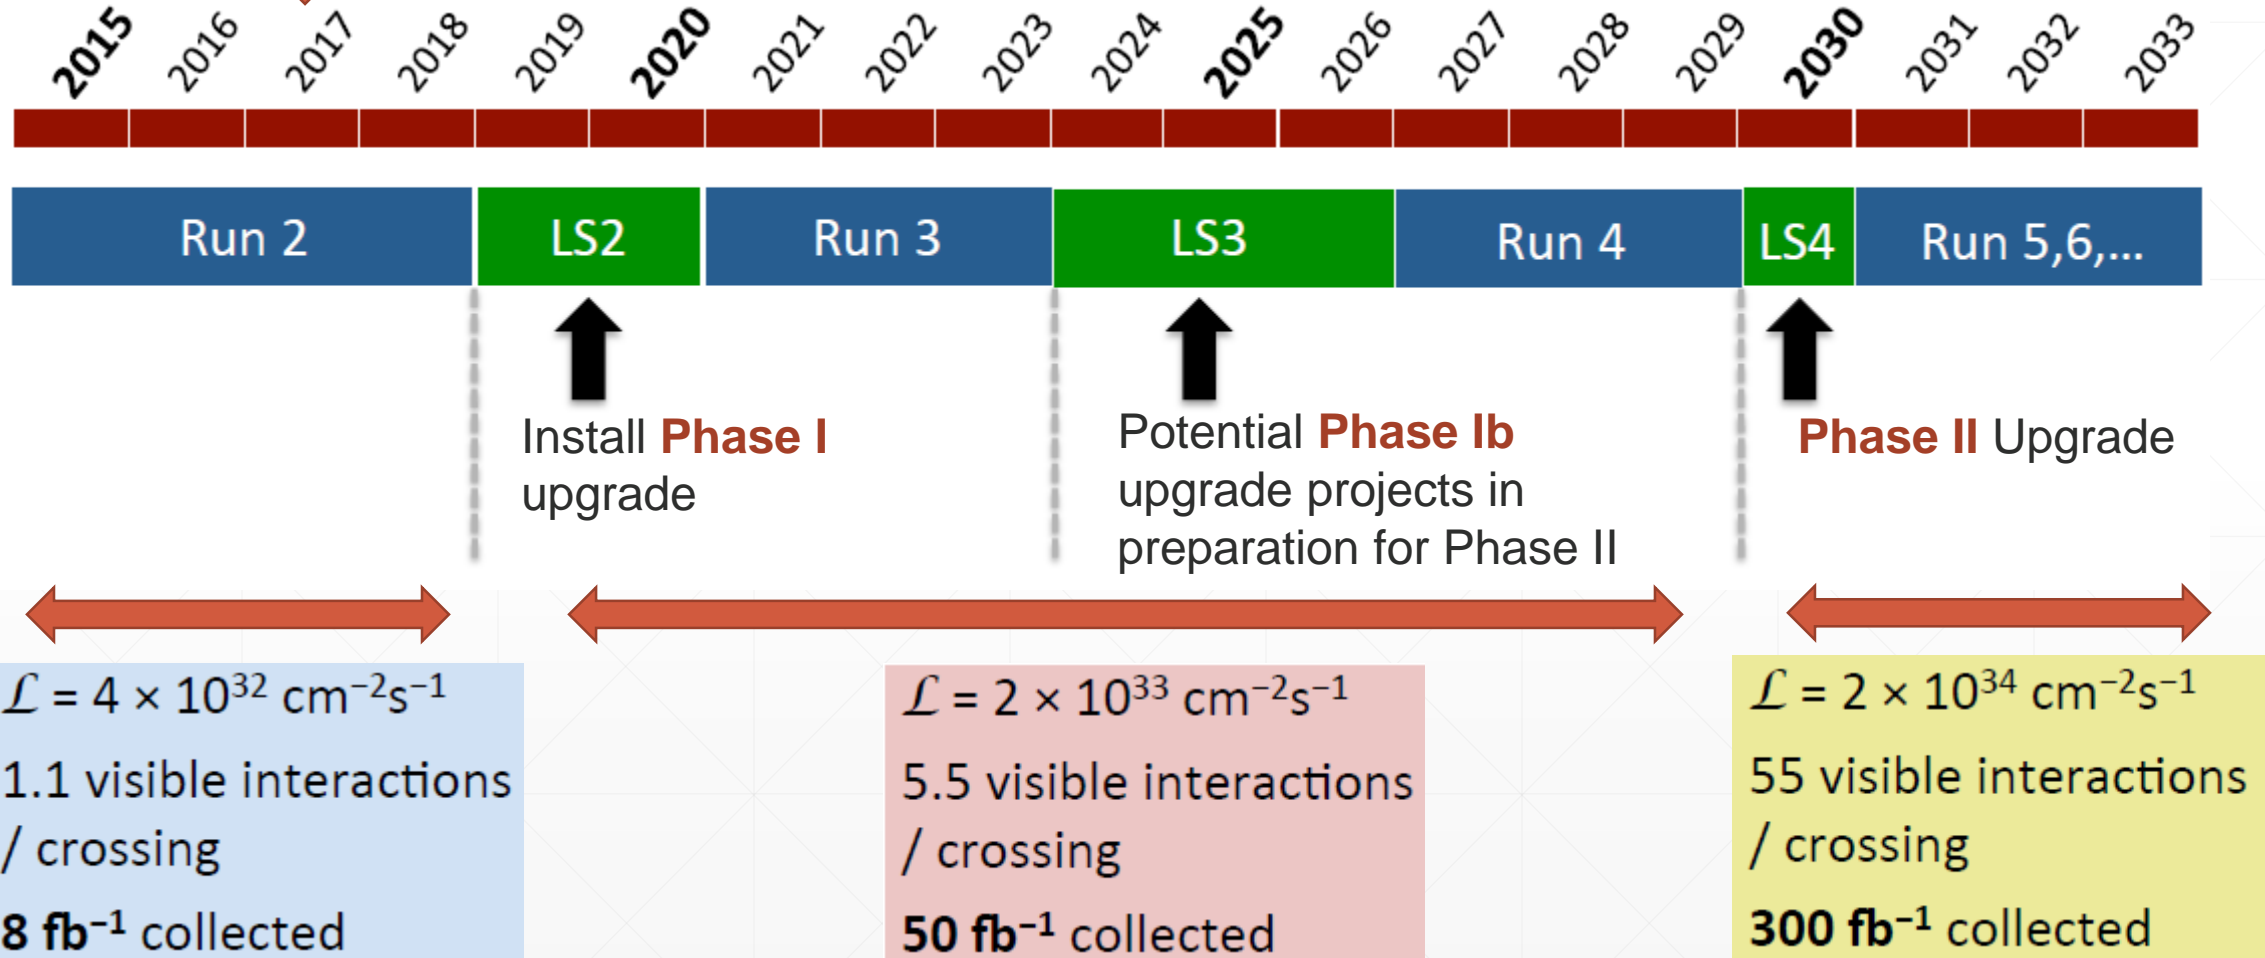 2015 2016 2017 2018 2019 2020 2021 2022 2023 2024 2025 2026 2027 2028 2029 2030 2031 2032 2033
Run 2 LS2 Run 3 LS3 Run 4 LS4 Run 5,6,...
Install Phase I
upgrade
Potential Phase Ib
upgrade projects in
preparation for Phase II
Phase II Upgrade
ℒ = 4 × 10³² cm⁻²s⁻¹
1.1 visible interactions
/ crossing
8 fb⁻¹ collected
ℒ = 2 × 10³³ cm⁻²s⁻¹
5.5 visible interactions
/ crossing
50 fb⁻¹ collected
ℒ = 2 × 10³⁴ cm⁻²s⁻¹
55 visible interactions
/ crossing
300 fb⁻¹ collected